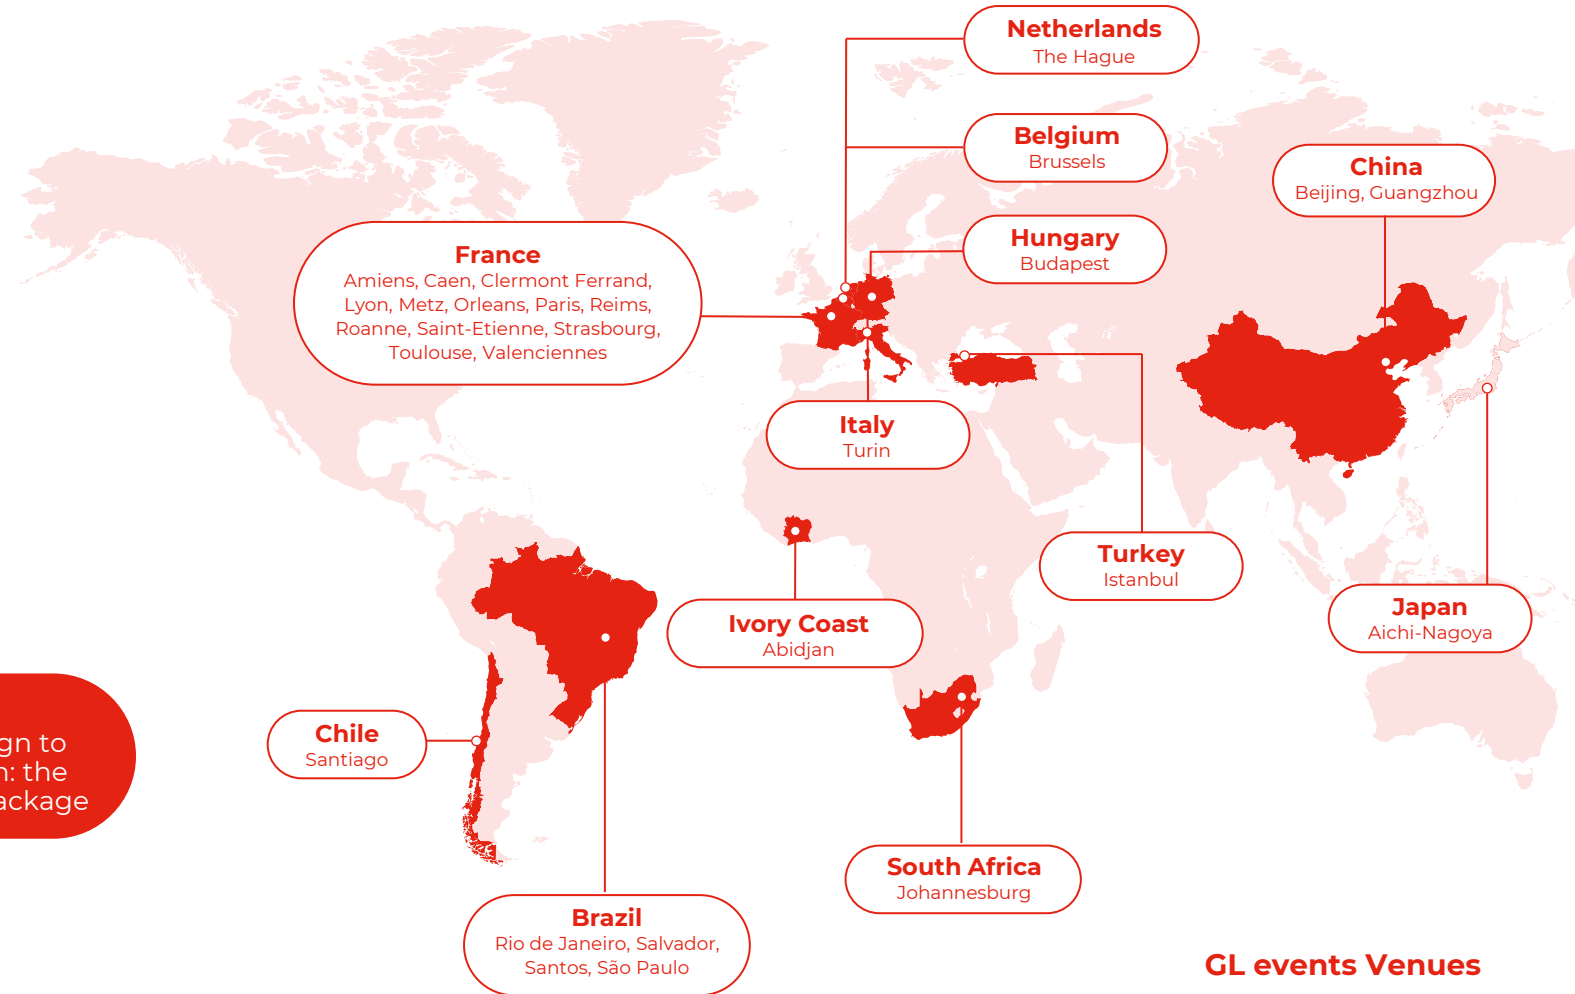 Netherlands
The Hague
Belgium
Brussels
China
Beijing, Guangzhou
Hungary
Budapest
France
Amiens, Caen, Clermont Ferrand,
Lyon, Metz, Orleans, Paris, Reims,
Roanne, Saint-Etienne, Strasbourg,
Toulouse, Valenciennes
Italy
Turin
Turkey
Istanbul
Ivory Coast
Abidjan
Japan
Aichi-Nagoya
Chile
Santiago
gn to
: the
ackage
South Africa
Johannesburg
Brazil
Rio de Janeiro, Salvador,
Santos, São Paulo
GL events Venues